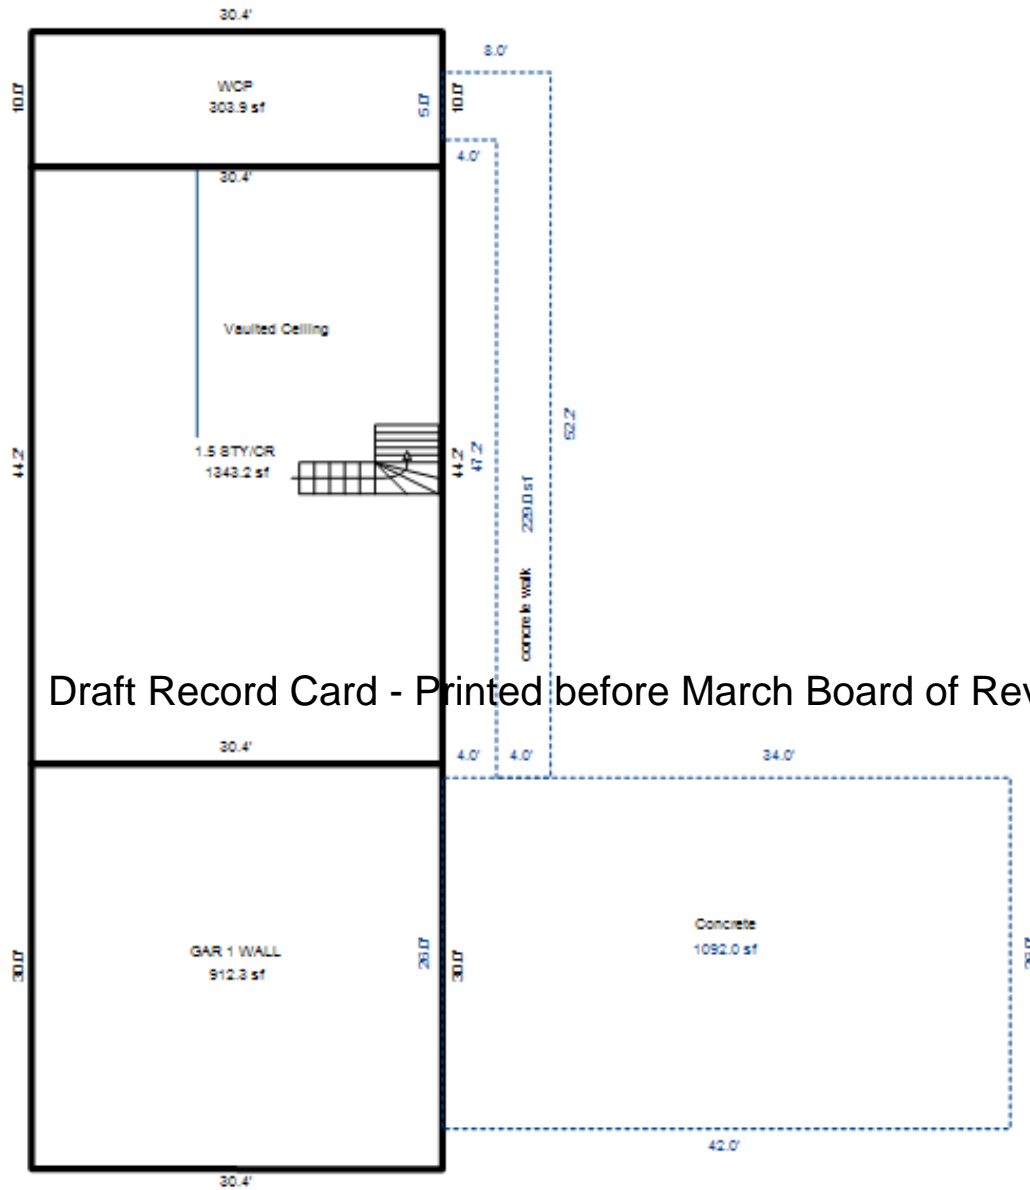 30.4'
8.0'
WCP
303.9 sf
10.0'
5.0'
10.0'
4.0'
30.4'
Vaulted Ceiling
52.2'
1.5 STY/CR
1343.2 sf
44.2'
44.2'
47.2'
concrete walk 229.0 sf
Draft Record Card - Printed before March Board of Rev
30.4'
4.0'
4.0'
34.0'
Concrete
1092.0 sf
GAR 1 WALL
912.3 sf
30.0'
26.0'
30.0'
26.0'
42.0'
30.4'